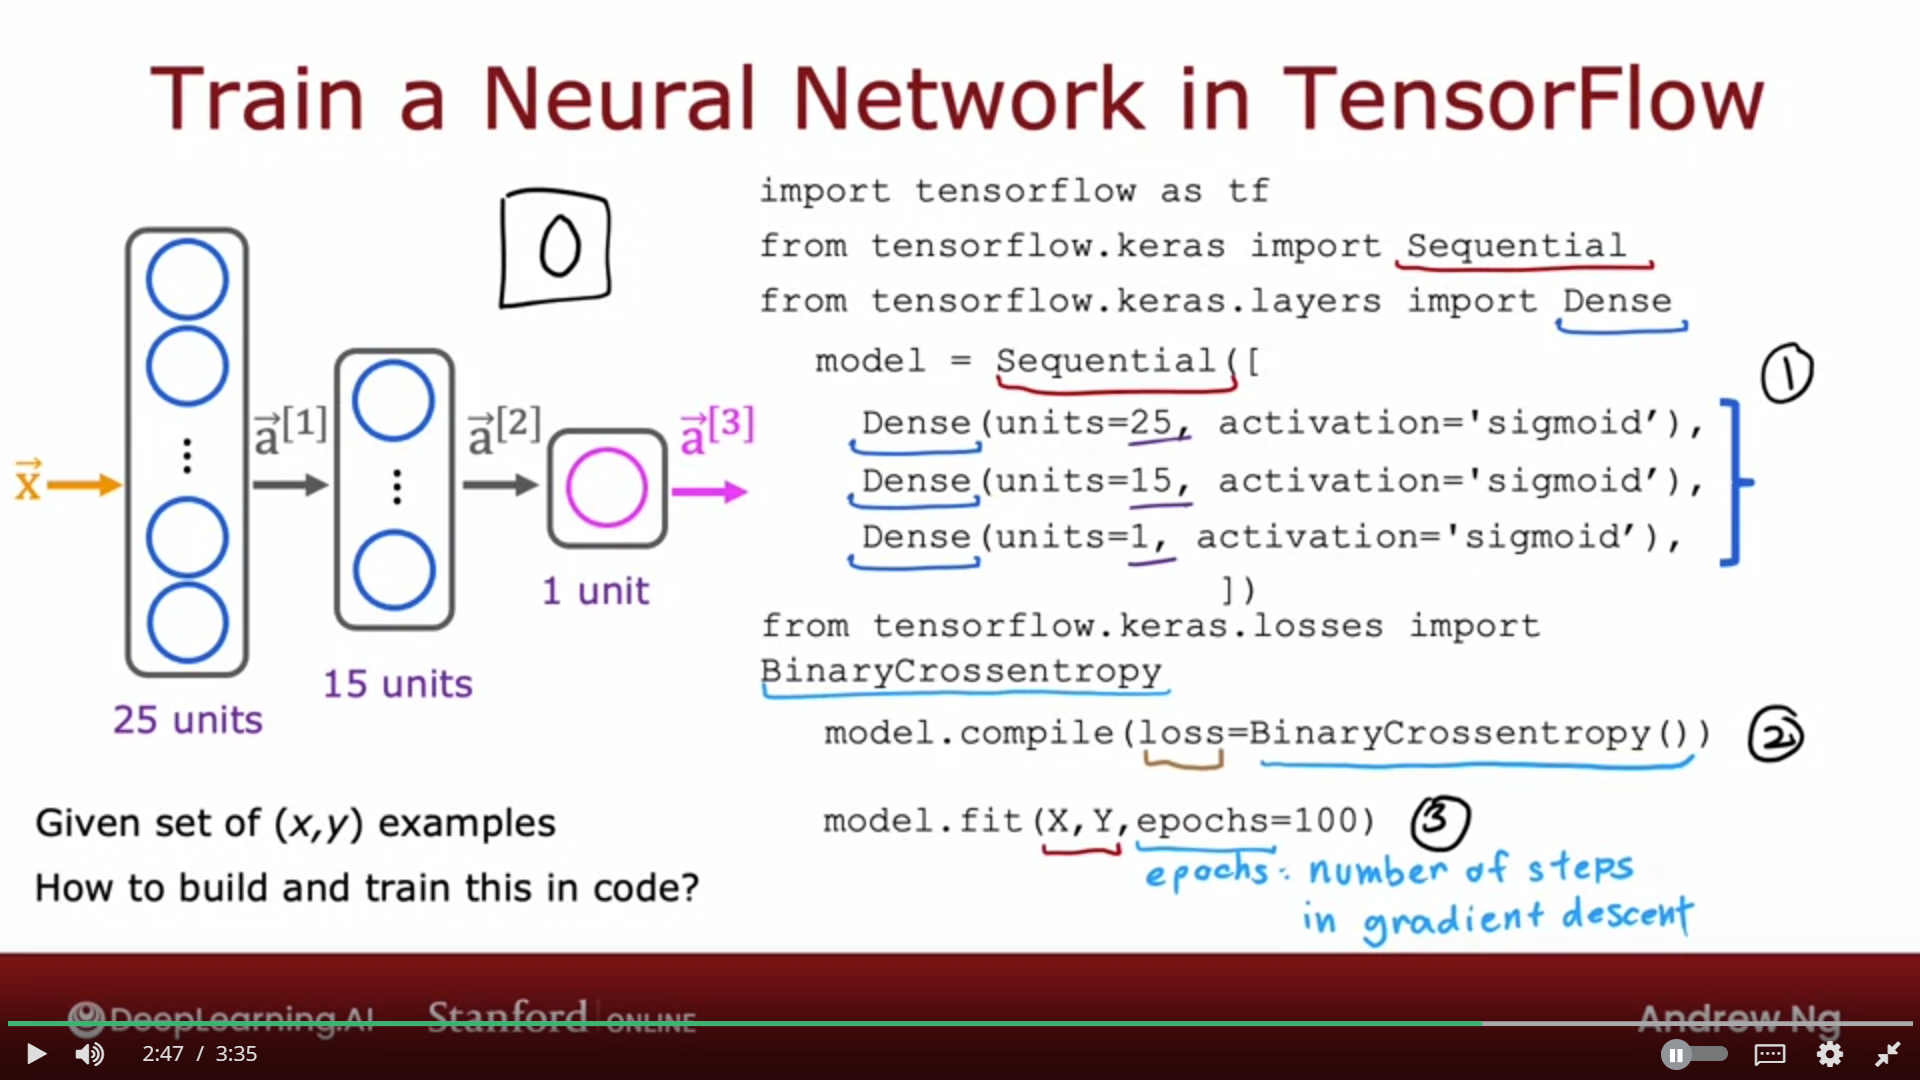 Train a Neural Network in TensorFlow
0
x⃗
a⃗[1]
a⃗[2]
a⃗[3]
25 units
15 units
1 unit
Given set of (x,y) examples
How to build and train this in code?
import tensorflow as tf
from tensorflow.keras import Sequential
from tensorflow.keras.layers import Dense
model = Sequential([
Dense(units=25, activation='sigmoid’),
Dense(units=15, activation='sigmoid’),
Dense(units=1, activation='sigmoid’),
])
1
from tensorflow.keras.losses import
BinaryCrossentropy
model.compile(loss=BinaryCrossentropy())
2
model.fit(X,Y,epochs=100)
3
epochs: number of steps
in gradient descent
DeepLearning.AI
Stanford ONLINE
Andrew Ng
2:47 / 3:35